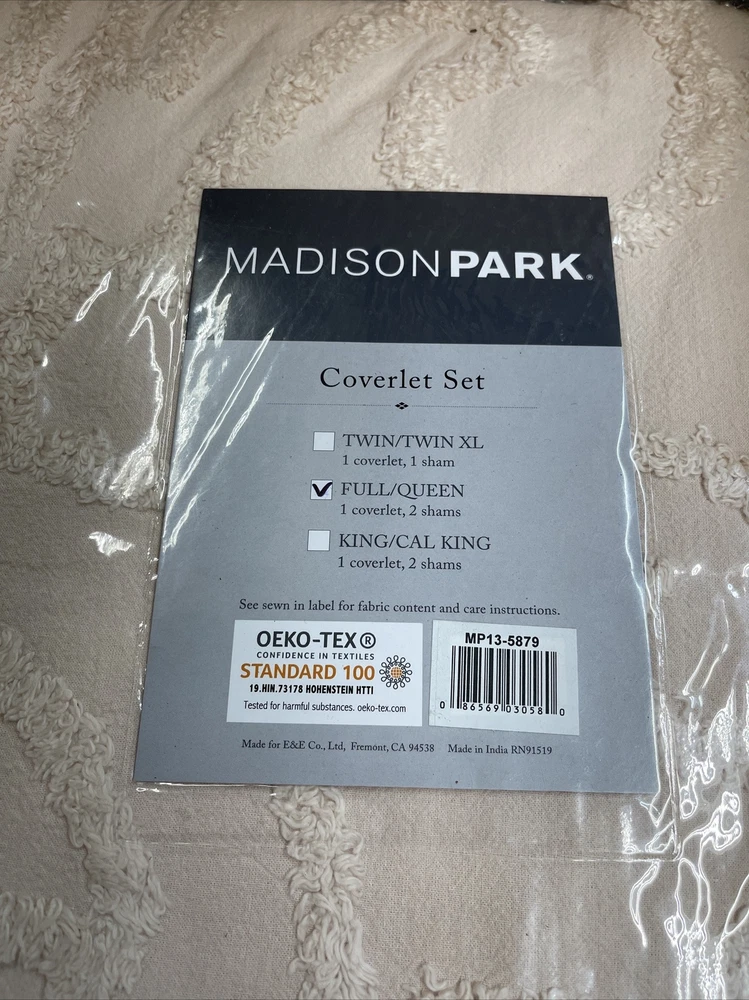 MADISONPARK®
Coverlet Set
TWIN/TWIN XL
1 coverlet, 1 sham
FULL/QUEEN
1 coverlet, 2 shams
KING/CAL KING
1 coverlet, 2 shams
See sewn in label for fabric content and care instructions.
OEKO-TEX®
CONFIDENCE IN TEXTILES
STANDARD 100
19.HIN.73178 HOHENSTEIN HTTI
Tested for harmful substances. oeko-tex.com
MP13-5879
0 86569 03058 0
Made for E&E Co., Ltd, Fremont, CA 94538 Made in India RN91519